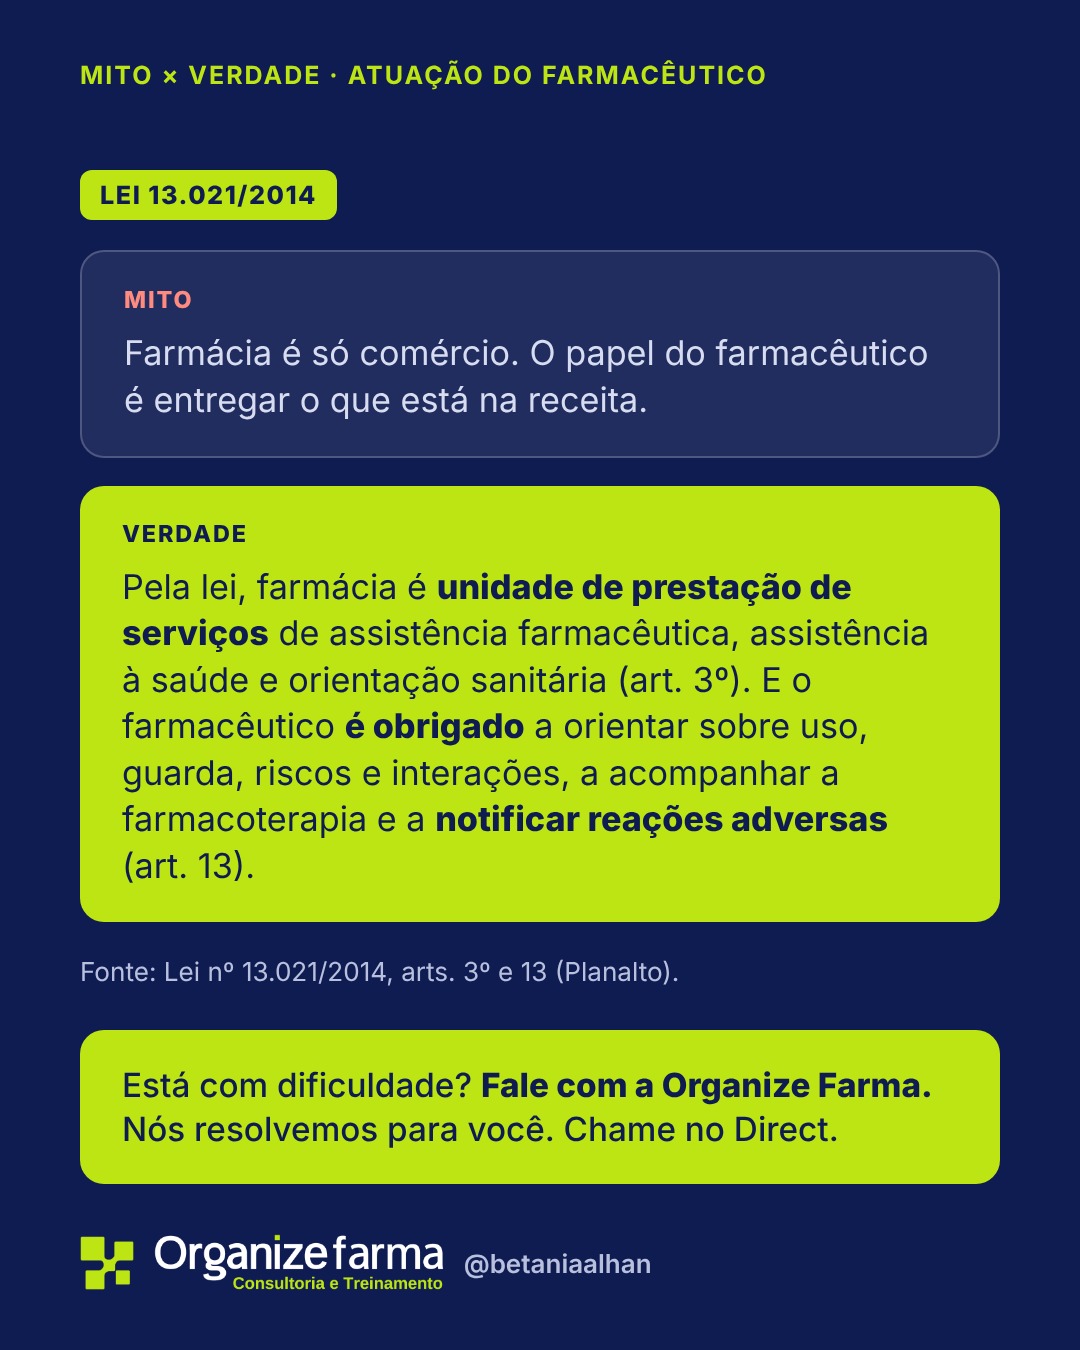 MITO × VERDADE · ATUAÇÃO DO FARMACÊUTICO
LEI 13.021/2014
MITO
Farmácia é só comércio. O papel do farmacêutico
é entregar o que está na receita.
VERDADE
Pela lei, farmácia é unidade de prestação de
serviços de assistência farmacêutica, assistência
à saúde e orientação sanitária (art. 3º). E o
farmacêutico é obrigado a orientar sobre uso,
guarda, riscos e interações, a acompanhar a
farmacoterapia e a notificar reações adversas
(art. 13).
Fonte: Lei nº 13.021/2014, arts. 3º e 13 (Planalto).
Está com dificuldade? Fale com a Organize Farma.
Nós resolvemos para você. Chame no Direct.
Organizefarma @betaniaalhan
Consultoria e Treinamento